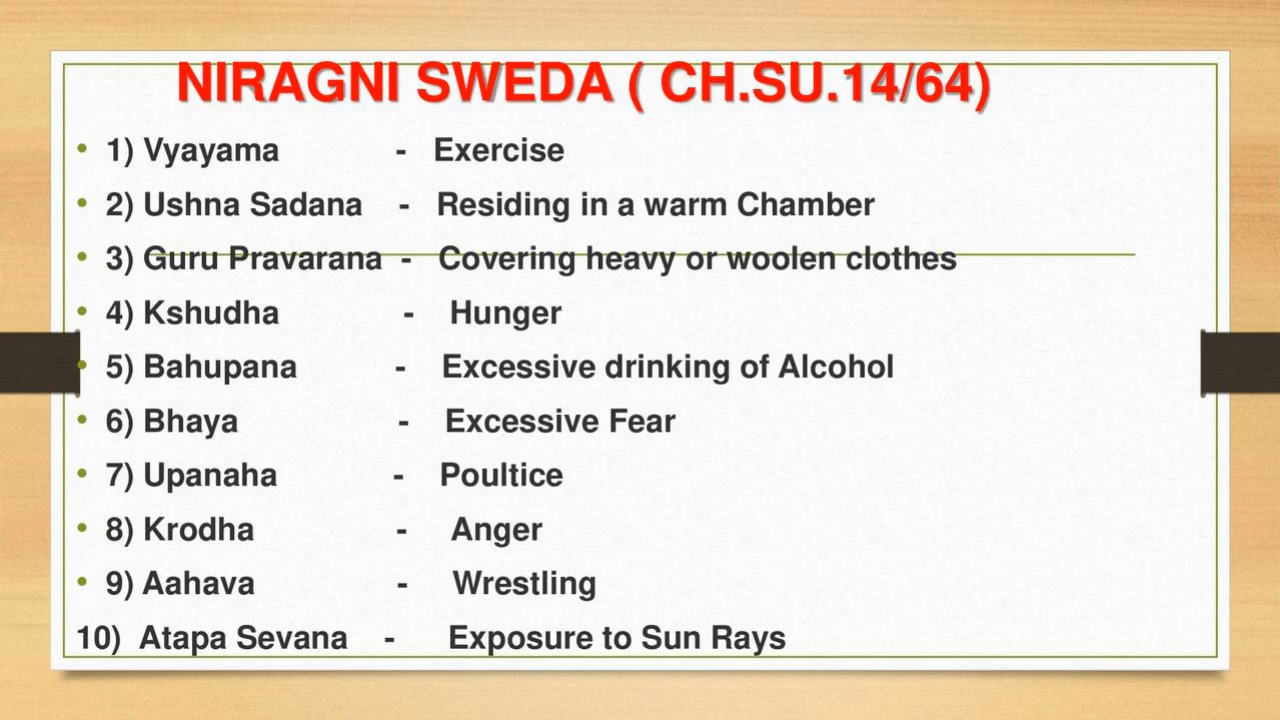 NIRAGNI SWEDA ( CH.SU.14/64)
• 1) Vyayama - Exercise
• 2) Ushna Sadana - Residing in a warm Chamber
• 3) Guru Pravarana - Covering heavy or woolen clothes
• 4) Kshudha - Hunger
• 5) Bahupana - Excessive drinking of Alcohol
• 6) Bhaya - Excessive Fear
• 7) Upanaha - Poultice
• 8) Krodha - Anger
• 9) Aahava - Wrestling
10) Atapa Sevana - Exposure to Sun Rays